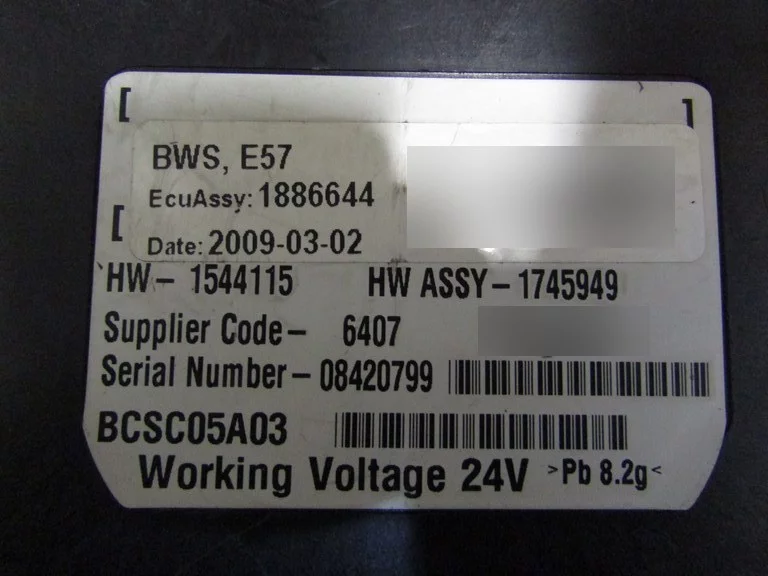 [ ]
BWS, E57
EcuAssy: 1886644
[
Date: 2009-03-02
HW- 1544115 HW ASSY-1745949
Supplier Code- 6407
Serial Number-08420799
BCSC05A03
Working Voltage 24V >Pb 8.2g<